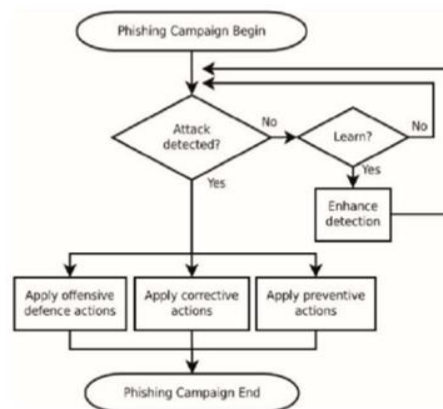 Phishing Campaign Begin
Attack
detected?
No
Learn?
No
Yes
Yes
Enhance
detection
Apply offensive
defence actions
Apply corrective
actions
Apply preventive
actions
Phishing Campaign End